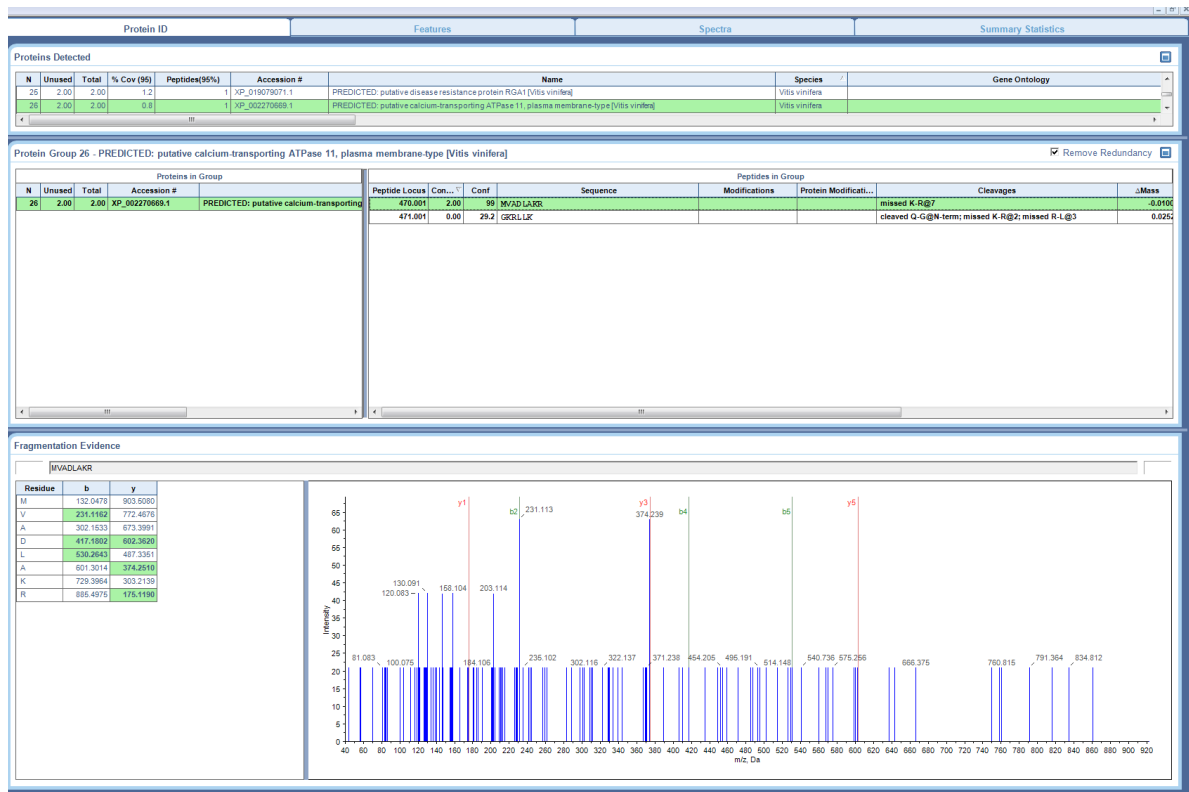 Protein ID Features Spectra Summary Statistics
Proteins Detected
N Unused Total % Cov (95) Peptides(95%) Accession # Name Species Gene Ontology
25 2.00 2.00 1.2 1 XP_019079071.1 PREDICTED: putative disease resistance protein RGA1 [Vitis vinifera] Vitis vinifera
26 2.00 2.00 0.8 1 XP_002270669.1 PREDICTED: putative calcium-transporting ATPase 11, plasma membrane-type [Vitis vinifera] Vitis vinifera
Protein Group 26 - PREDICTED: putative calcium-transporting ATPase 11, plasma membrane-type [Vitis vinifera] Remove Redundancy
Proteins in Group
N Unused Total Accession #
26 2.00 2.00 XP_002270669.1 PREDICTED: putative calcium-transporting
Peptides in Group
Peptide Locus Con... Conf Sequence Modifications Protein Modificati... Cleavages ΔMass
470.001 2.00 99 MVADLAKR missed K-R@7 -0.0100
471.001 0.00 29.2 GKRLLK cleaved Q-G@N-term; missed K-R@2; missed R-L@3 0.0252
Fragmentation Evidence
MVADLAKR
Residue b y
M 132.0478 903.5080
V 231.1162 772.4676
A 302.1533 673.3991
D 417.1802 602.3620
L 530.2643 487.3351
A 601.3014 374.2510
K 729.3964 303.2139
R 885.4975 175.1190
y1 b2 231.113 y3 374.239 b4 b5 y5
130.091 120.083 158.104 203.114
81.083 100.075 184.106 235.102 302.116 322.137 371.238 454.205 495.191 514.148 540.736 575.256 666.375 760.815 791.364 834.812
Intensity
65
60
55
50
45
40
35
30
25
20
15
10
5
0
40 60 80 100 120 140 160 180 200 220 240 260 280 300 320 340 360 380 400 420 440 460 480 500 520 540 560 580 600 620 640 660 680 700 720 740 760 780 800 820 840 860 880 900 920
m/z, Da